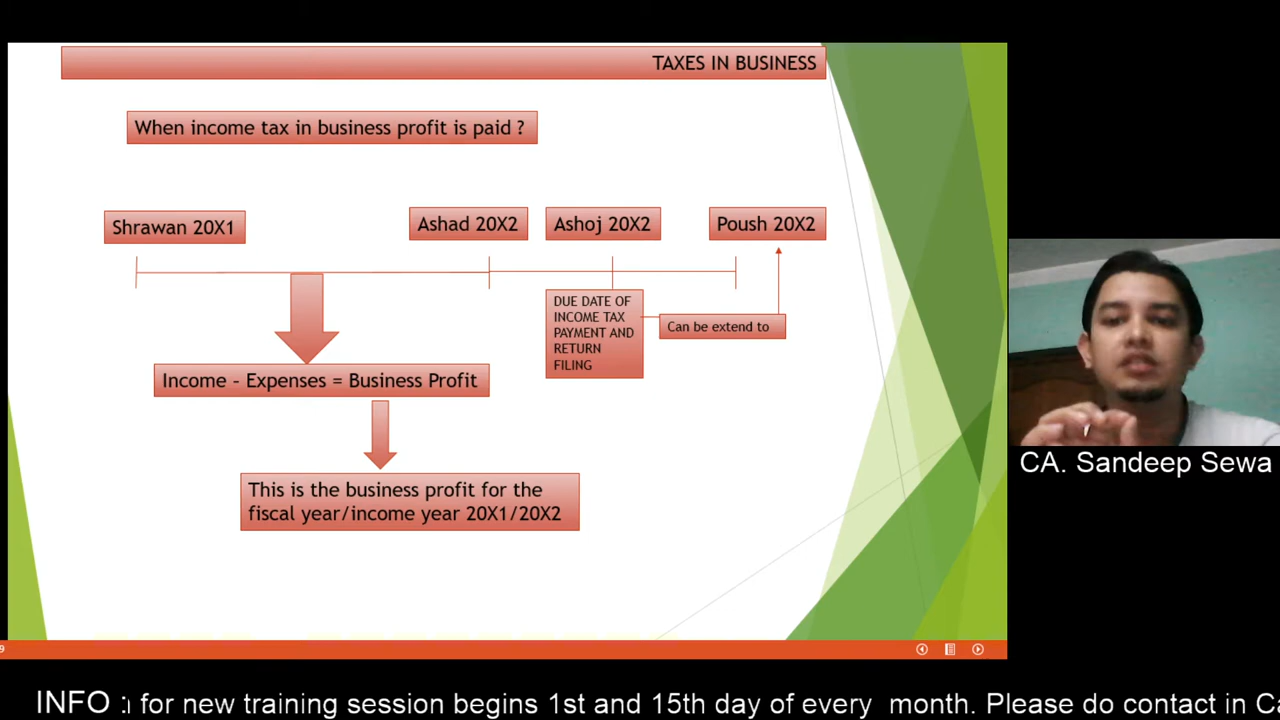 TAXES IN BUSINESS
When income tax in business profit is paid ?
Shrawan 20X1
Ashad 20X2
Ashoj 20X2
Poush 20X2
DUE DATE OF
INCOME TAX
PAYMENT AND
RETURN
FILING
Can be extend to
Income - Expenses = Business Profit
This is the business profit for the
fiscal year/income year 20X1/20X2
CA. Sandeep Sewa
9
INFO : for new training session begins 1st and 15th day of every month. Please do contact in